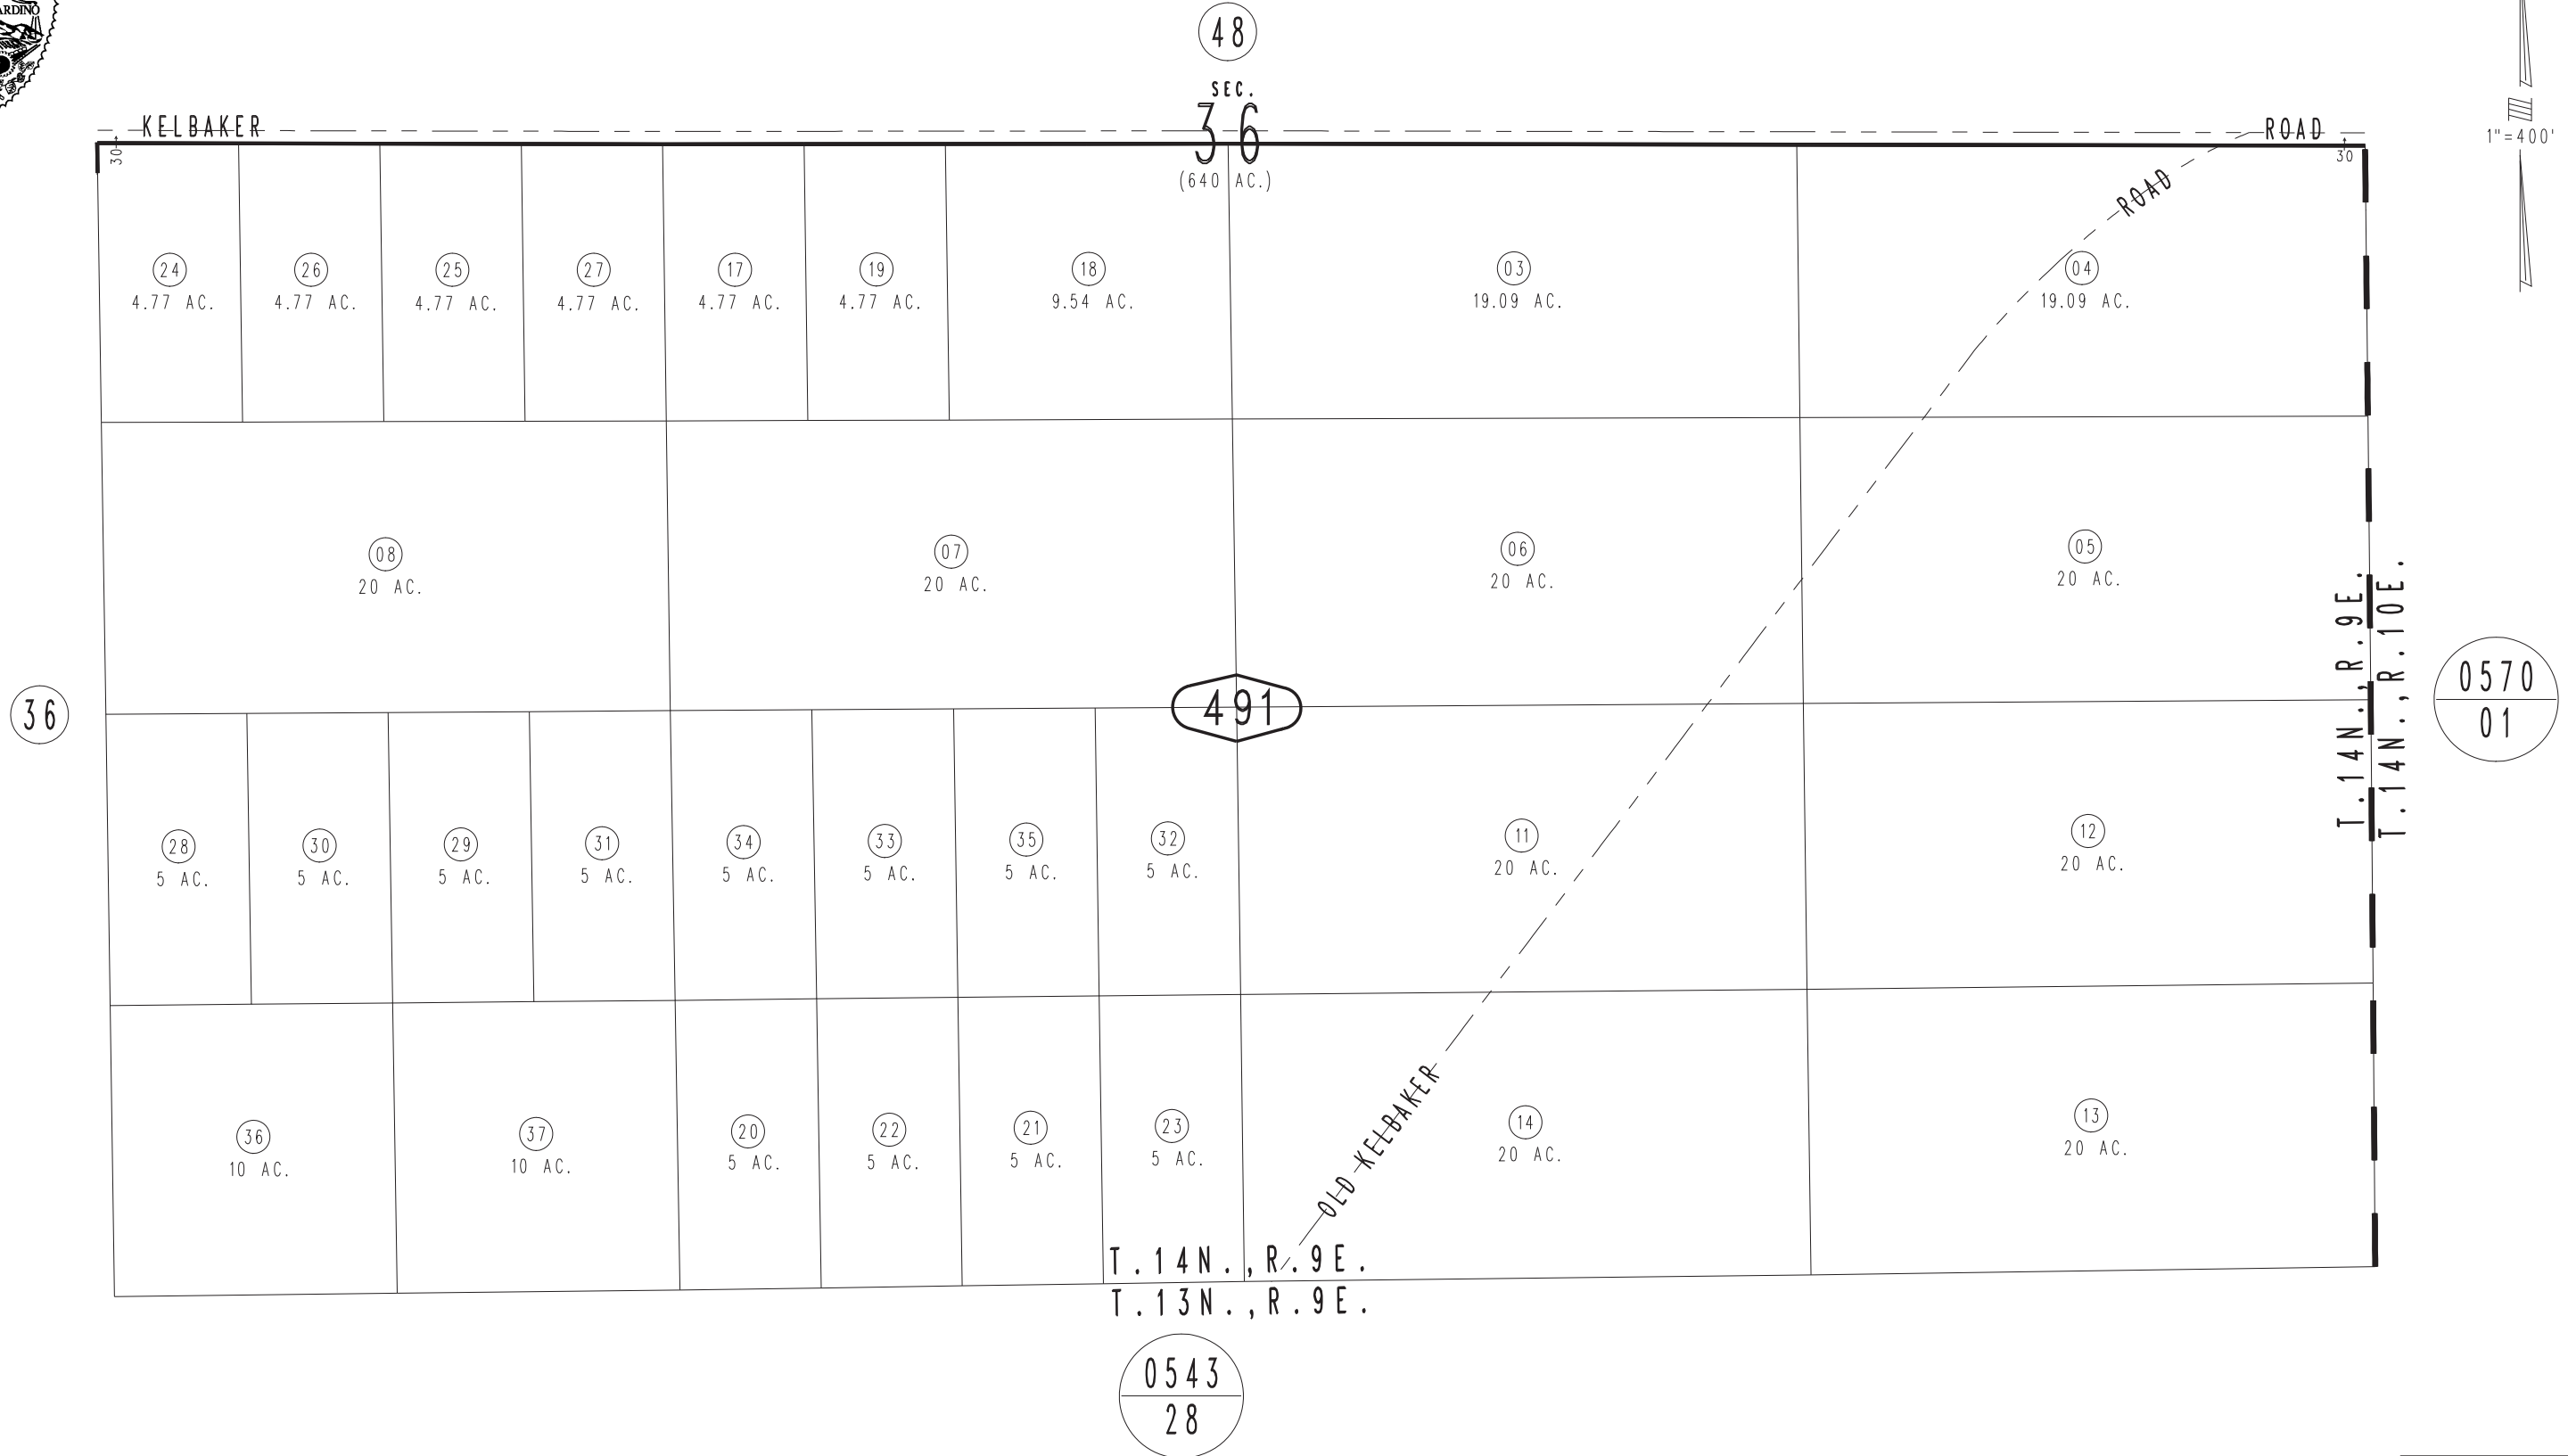 ARDINO
48
SEC.
36
(640 AC.)
KELBAKER
ROAD
1"=400'
30
30
ROAD
24
4.77 AC.
26
4.77 AC.
25
4.77 AC.
27
4.77 AC.
17
4.77 AC.
19
4.77 AC.
18
9.54 AC.
03
19.09 AC.
04
19.09 AC.
08
20 AC.
07
20 AC.
06
20 AC.
05
20 AC.
T.14N.,R.9E.
T.14N.,R.10E.
0570
01
36
491
28
5 AC.
30
5 AC.
29
5 AC.
31
5 AC.
34
5 AC.
33
5 AC.
35
5 AC.
32
5 AC.
11
20 AC.
12
20 AC.
36
10 AC.
37
10 AC.
20
5 AC.
22
5 AC.
21
5 AC.
23
5 AC.
OLD KELBAKER
14
20 AC.
13
20 AC.
T.14N.,R.9E.
T.13N.,R.9E.
0543
28